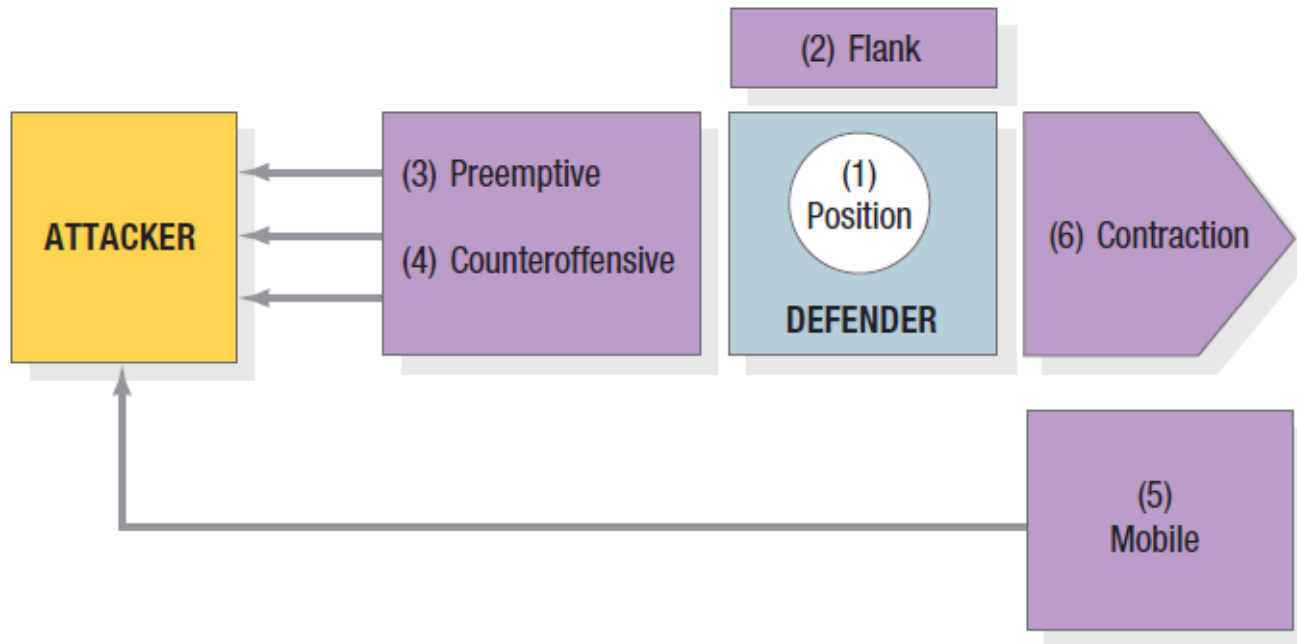 (2) Flank
ATTACKER
(3) Preemptive
(4) Counteroffensive
(1)
Position
DEFENDER
(6) Contraction
(5)
Mobile